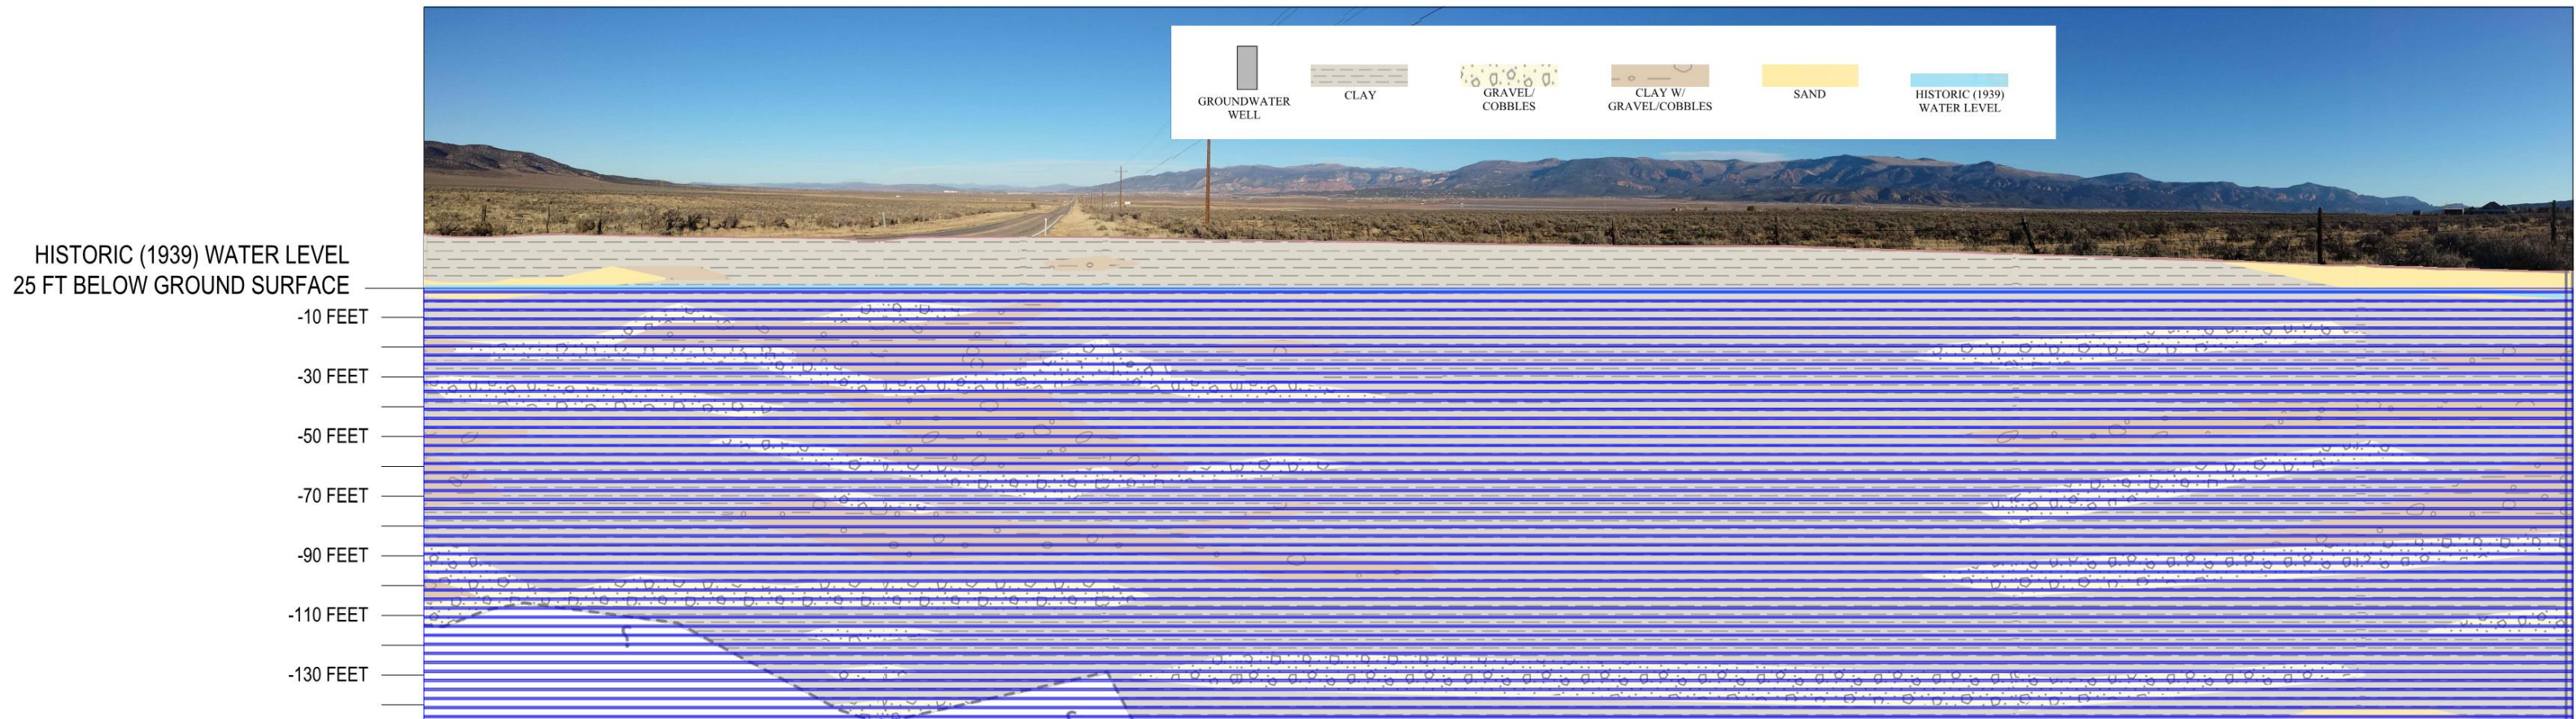 GROUNDWATER
WELL
CLAY
GRAVEL/
COBBLES
CLAY W/
GRAVEL/COBBLES
SAND
HISTORIC (1939)
WATER LEVEL
HISTORIC (1939) WATER LEVEL
25 FT BELOW GROUND SURFACE
-10 FEET
-30 FEET
-50 FEET
-70 FEET
-90 FEET
-110 FEET
-130 FEET